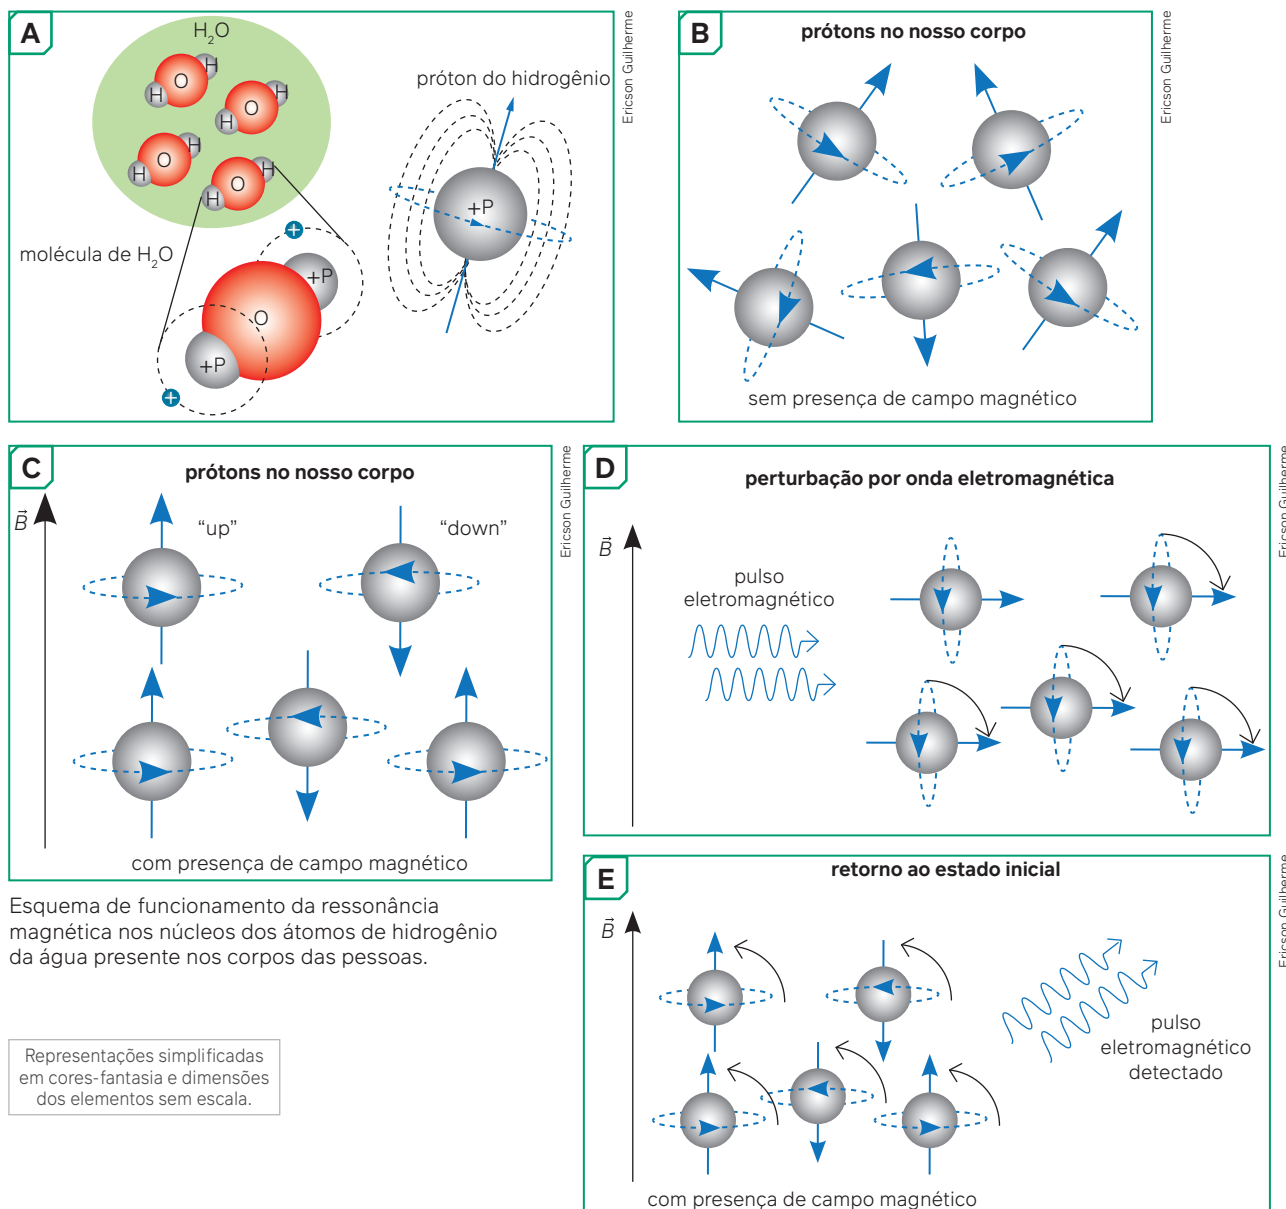 A
H₂O
H
O
H
H
O
H
H
O
H
H
O
H
molécula de H₂O
+P
O
+P
próton do hidrogênio
+P
Ericson Guilherme
B
prótons no nosso corpo
sem presença de campo magnético
Ericson Guilherme
C
prótons no nosso corpo
B
“up”
“down”
com presença de campo magnético
Ericson Guilherme
D
perturbação por onda eletromagnética
B
pulso
eletromagnético
Ericson Guilherme
E
retorno ao estado inicial
B
pulso
eletromagnético
detectado
com presença de campo magnético
Ericson Guilherme
Esquema de funcionamento da ressonância
magnética nos núcleos dos átomos de hidrogênio
da água presente nos corpos das pessoas.
Representações simplificadas
em cores-fantasia e dimensões
dos elementos sem escala.